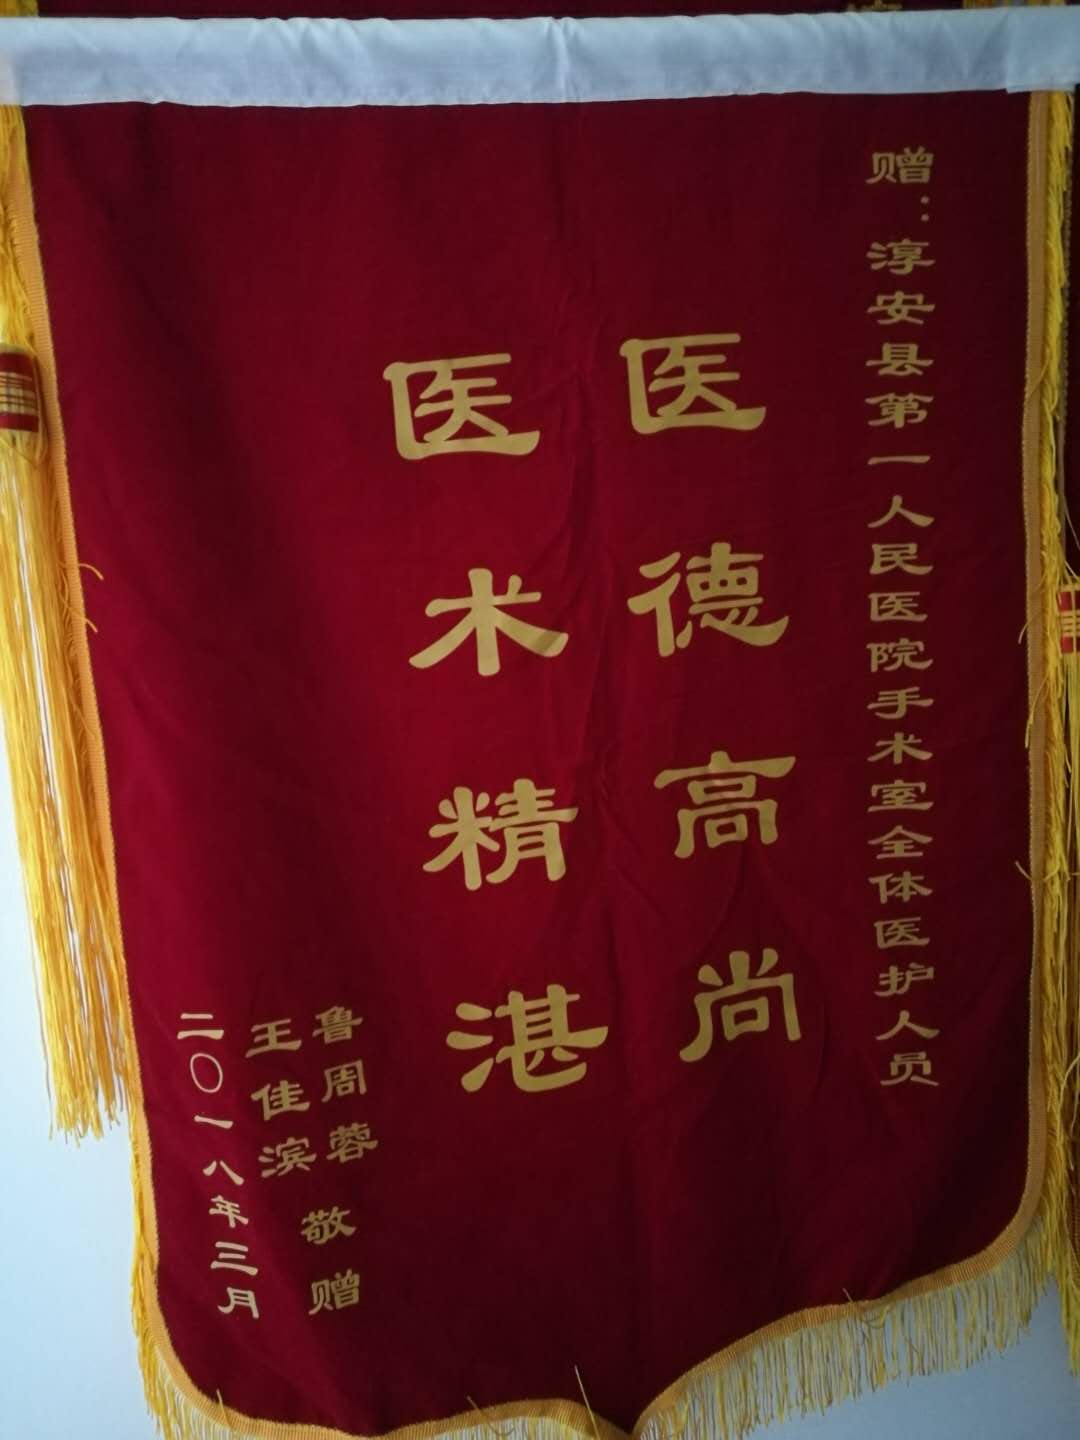 赠：淳安县第一人民医院手术室全体医护人员
医德高尚
医术精湛
鲁周蓉
王佳滨
敬赠
二〇一八年三月